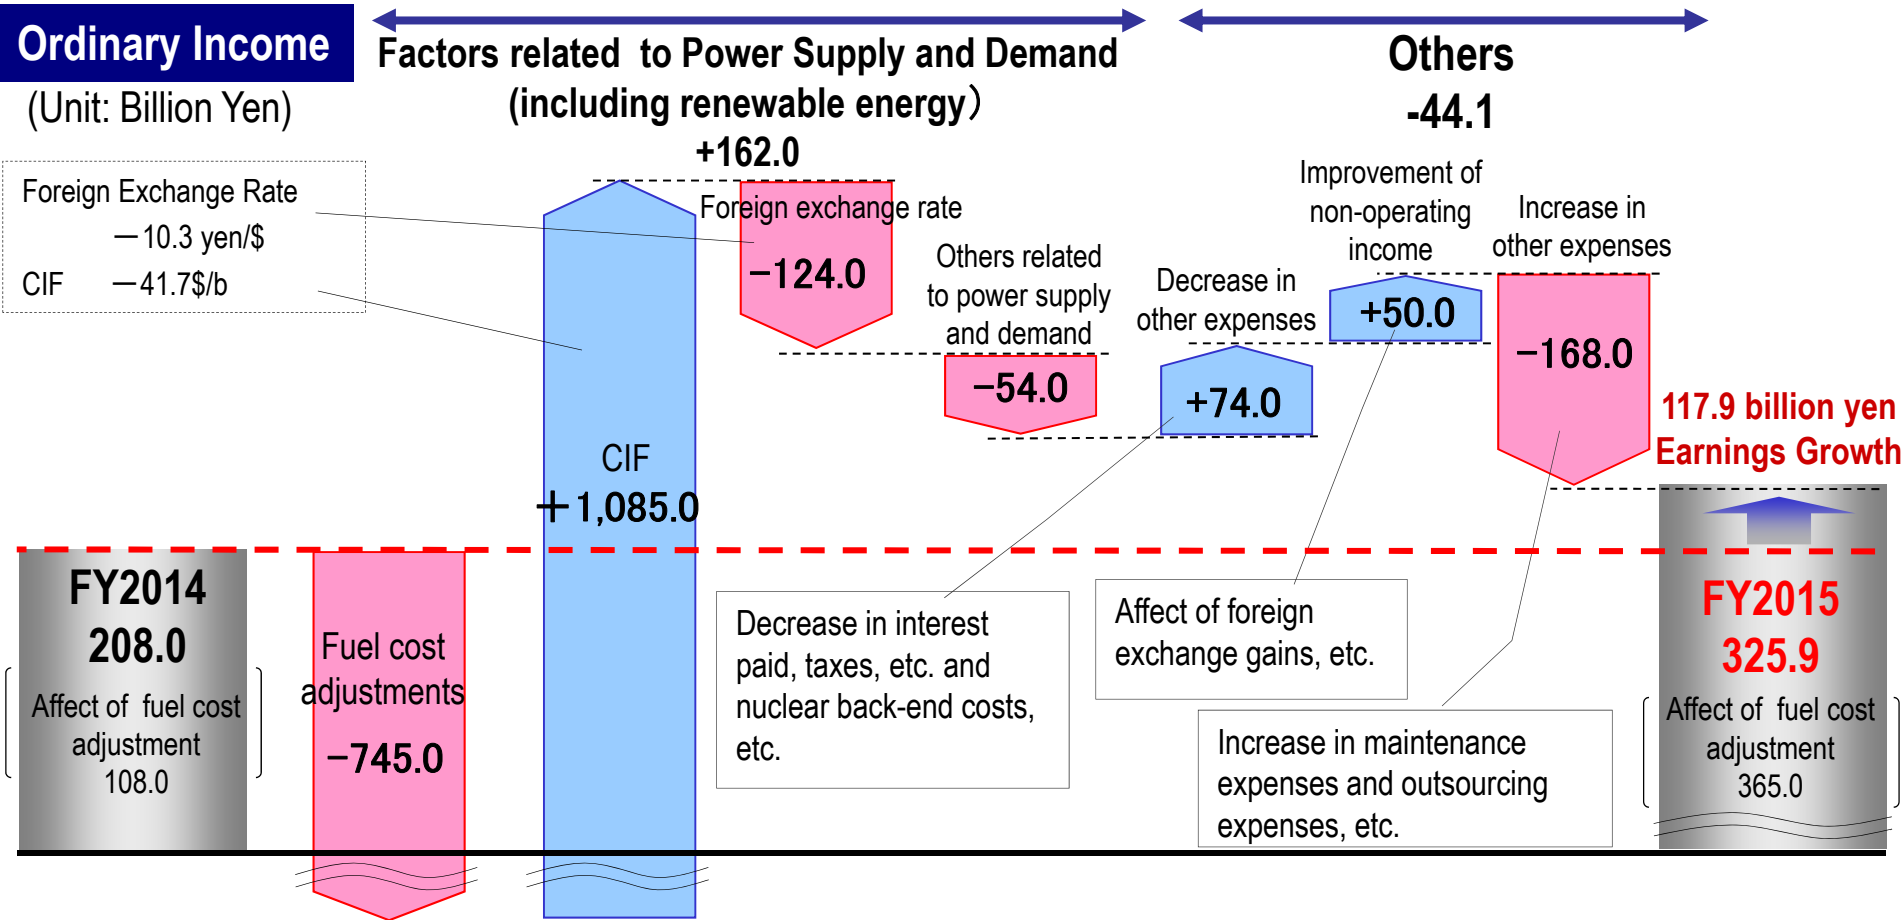 Ordinary Income
(Unit: Billion Yen)
Factors related to Power Supply and Demand
(including renewable energy）
+162.0
Others
-44.1
Foreign Exchange Rate
－10.3 yen/$
CIF －41.7$/b
Foreign exchange rate
−124.0
Others related
to power supply
and demand
−54.0
Decrease in
other expenses
+74.0
Improvement of
non-operating
income
+50.0
Increase in
other expenses
−168.0
117.9 billion yen
Earnings Growth
CIF
＋1,085.0
FY2014
208.0
Affect of fuel cost
adjustment
108.0
Fuel cost
adjustments
−745.0
Decrease in interest
paid, taxes, etc. and
nuclear back-end costs,
etc.
Affect of foreign
exchange gains, etc.
Increase in maintenance
expenses and outsourcing
expenses, etc.
FY2015
325.9
Affect of fuel cost
adjustment
365.0